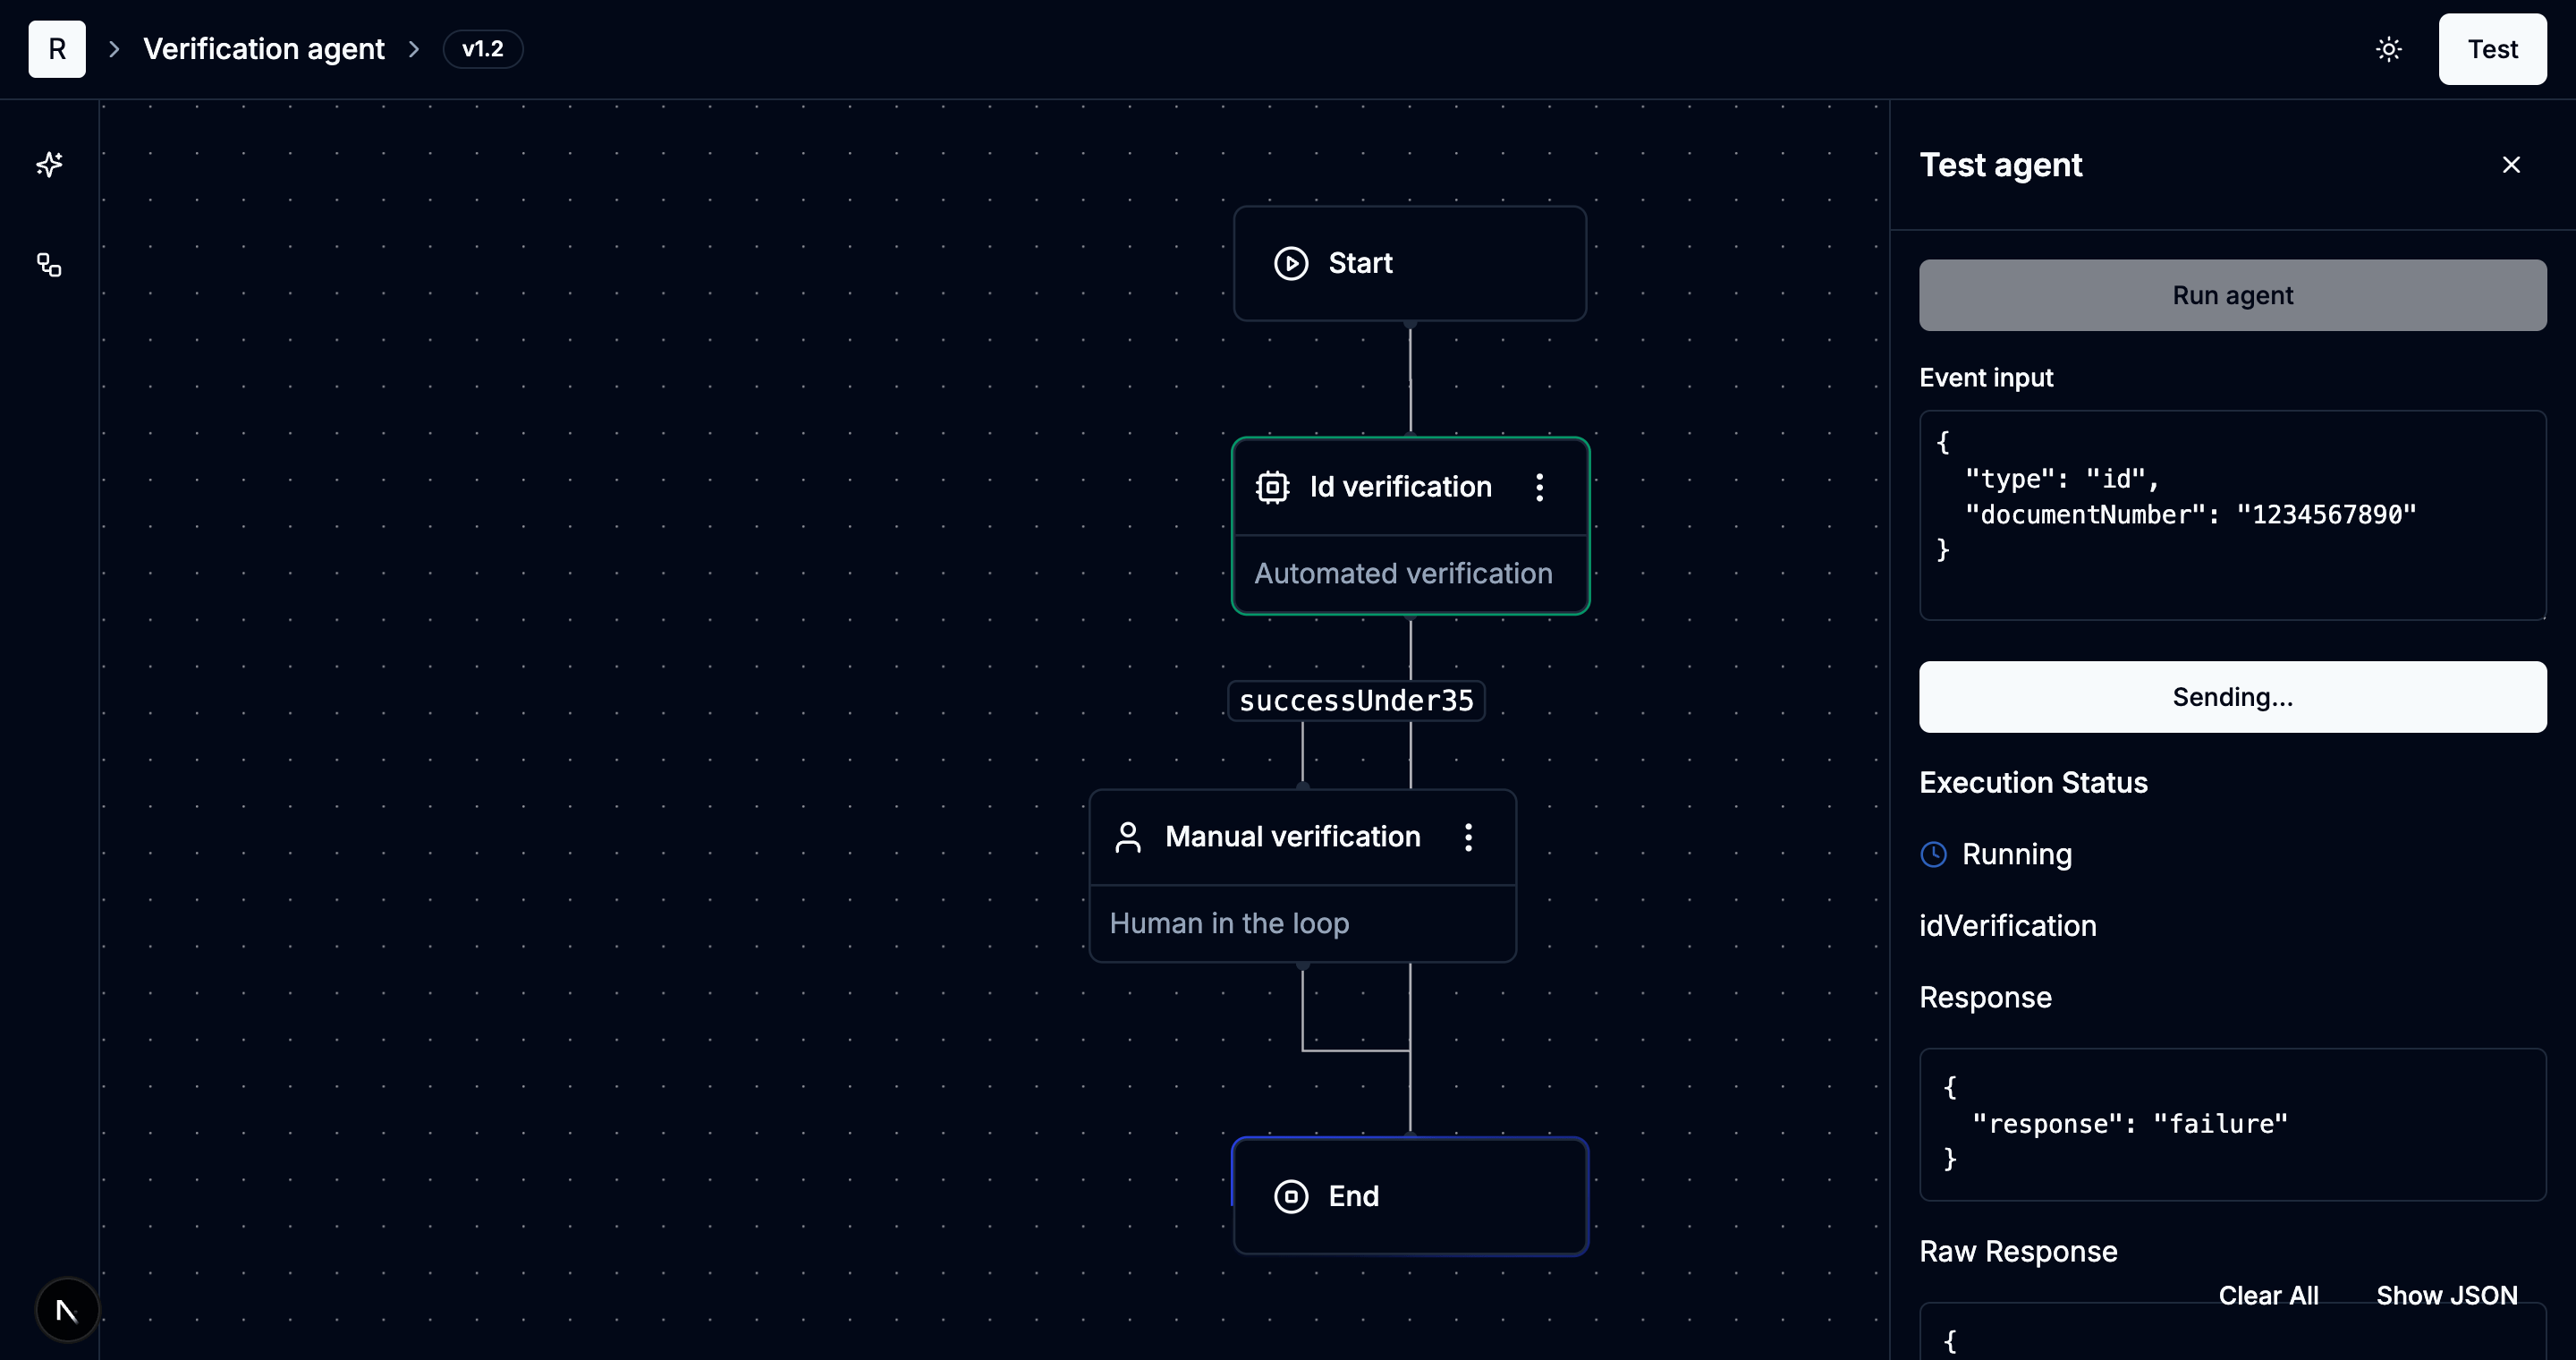 R
Verification agent
v1.2
Test
Start
Id verification
Automated verification
successUnder35
Manual verification
Human in the loop
End
Test agent
Run agent
Event input
{
"type": "id",
"documentNumber": "1234567890"
}
Sending...
Execution Status
Running
idVerification
Response
{
"response": "failure"
}
Raw Response
Clear All
Show JSON
{
N